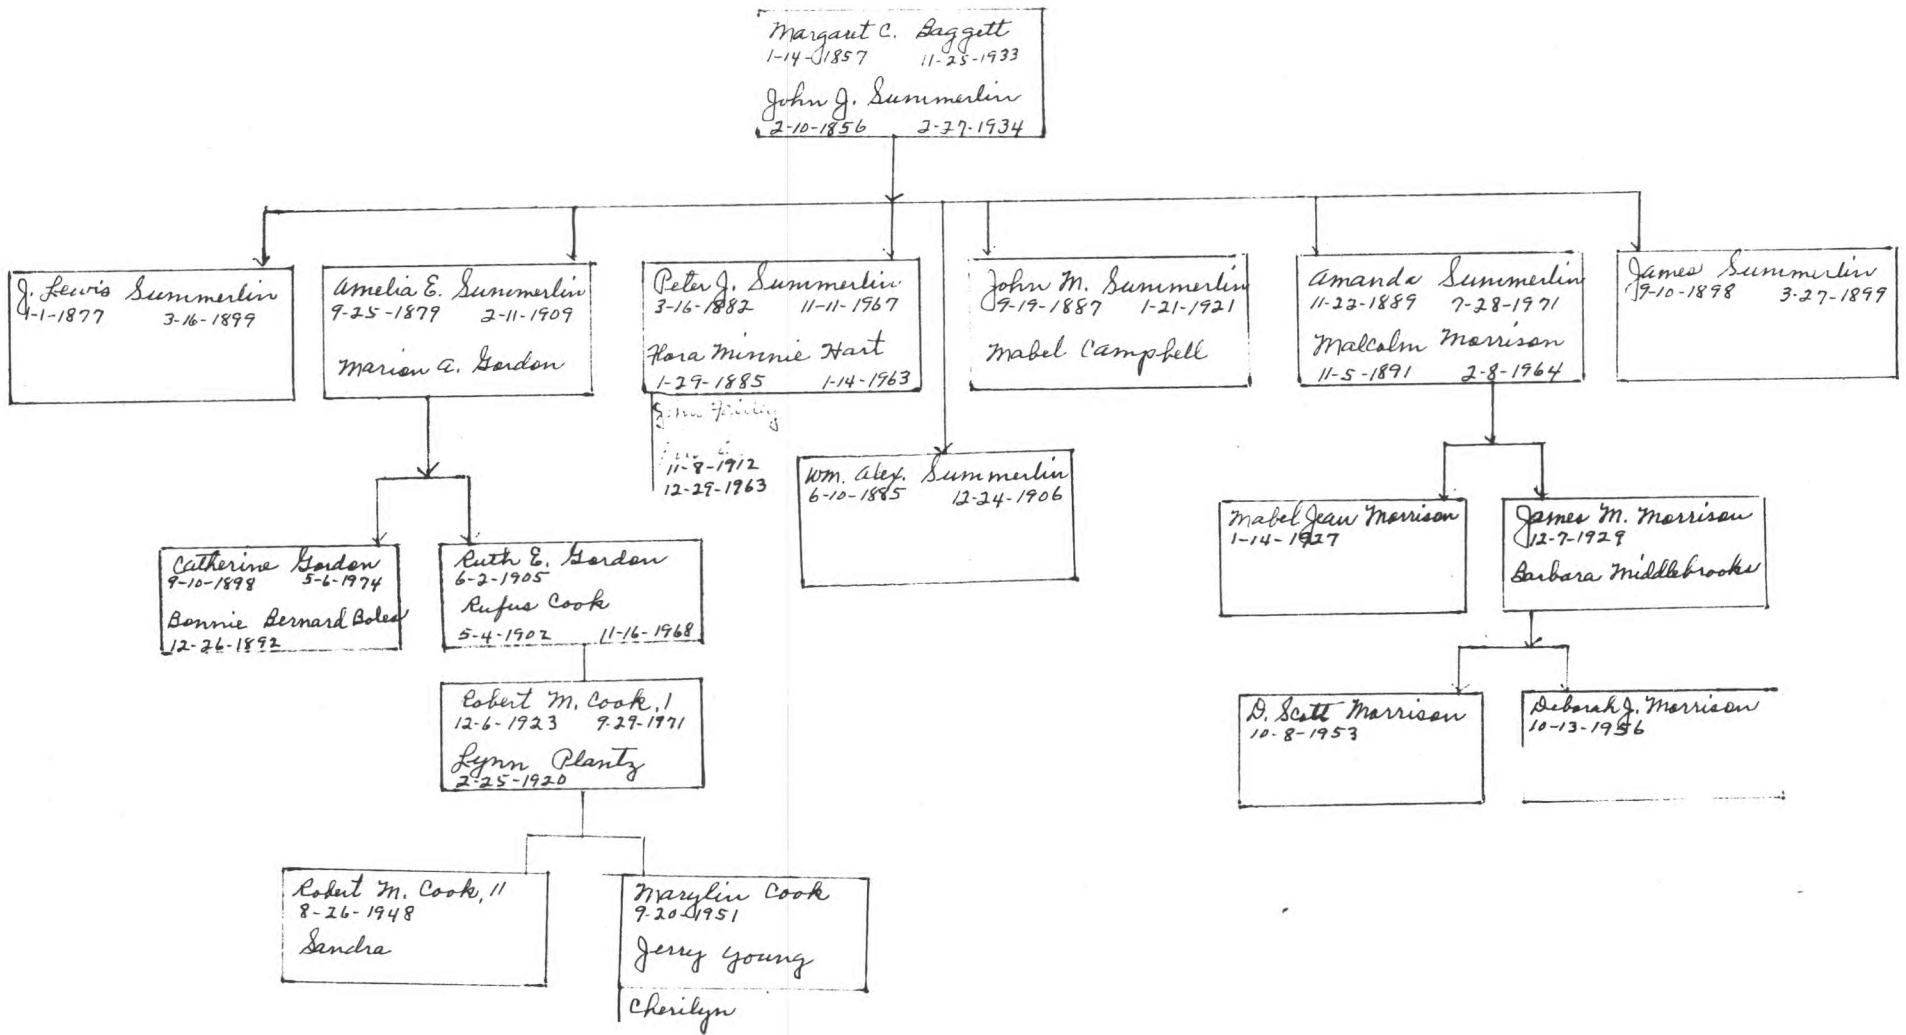 Margaret C. Baggett
1-14-1857 11-25-1933
John J. Summerlin
2-10-1856 2-27-1934
J. Lewis Summerlin
1-1-1877 3-16-1899
Amelia E. Summerlin
9-25-1879 2-11-1909
Marion A. Gordon
Peter J. Summerlin
3-16-1882 11-11-1967
Flora Minnie Hart
1-29-1885 1-14-1963
11-8-1912
12-29-1963
John M. Summerlin
9-19-1887 1-21-1921
Mabel Campbell
Amanda Summerlin
11-22-1889 7-28-1971
Malcolm Morrison
11-5-1891 2-8-1964
James Summerlin
9-10-1898 3-27-1899
Wm. Alex. Summerlin
6-10-1885 12-24-1906
Catherine Gordon
9-10-1898 5-6-1974
Bonnie Bernard Boles
12-26-1892
Ruth E. Gordon
6-2-1905
Rufus Cook
5-4-1902 11-16-1968
Mabel Jean Morrison
1-14-1927
James M. Morrison
12-7-1929
Barbara Middlebrooks
Robert M. Cook, I
12-6-1923 9-29-1971
Lynn Plantz
2-25-1920
D. Scott Morrison
10-8-1953
Deborah J. Morrison
10-13-1956
Robert M. Cook, II
8-26-1948
Sandra
Marylin Cook
9-20-1951
Jerry Young
Cherilyn